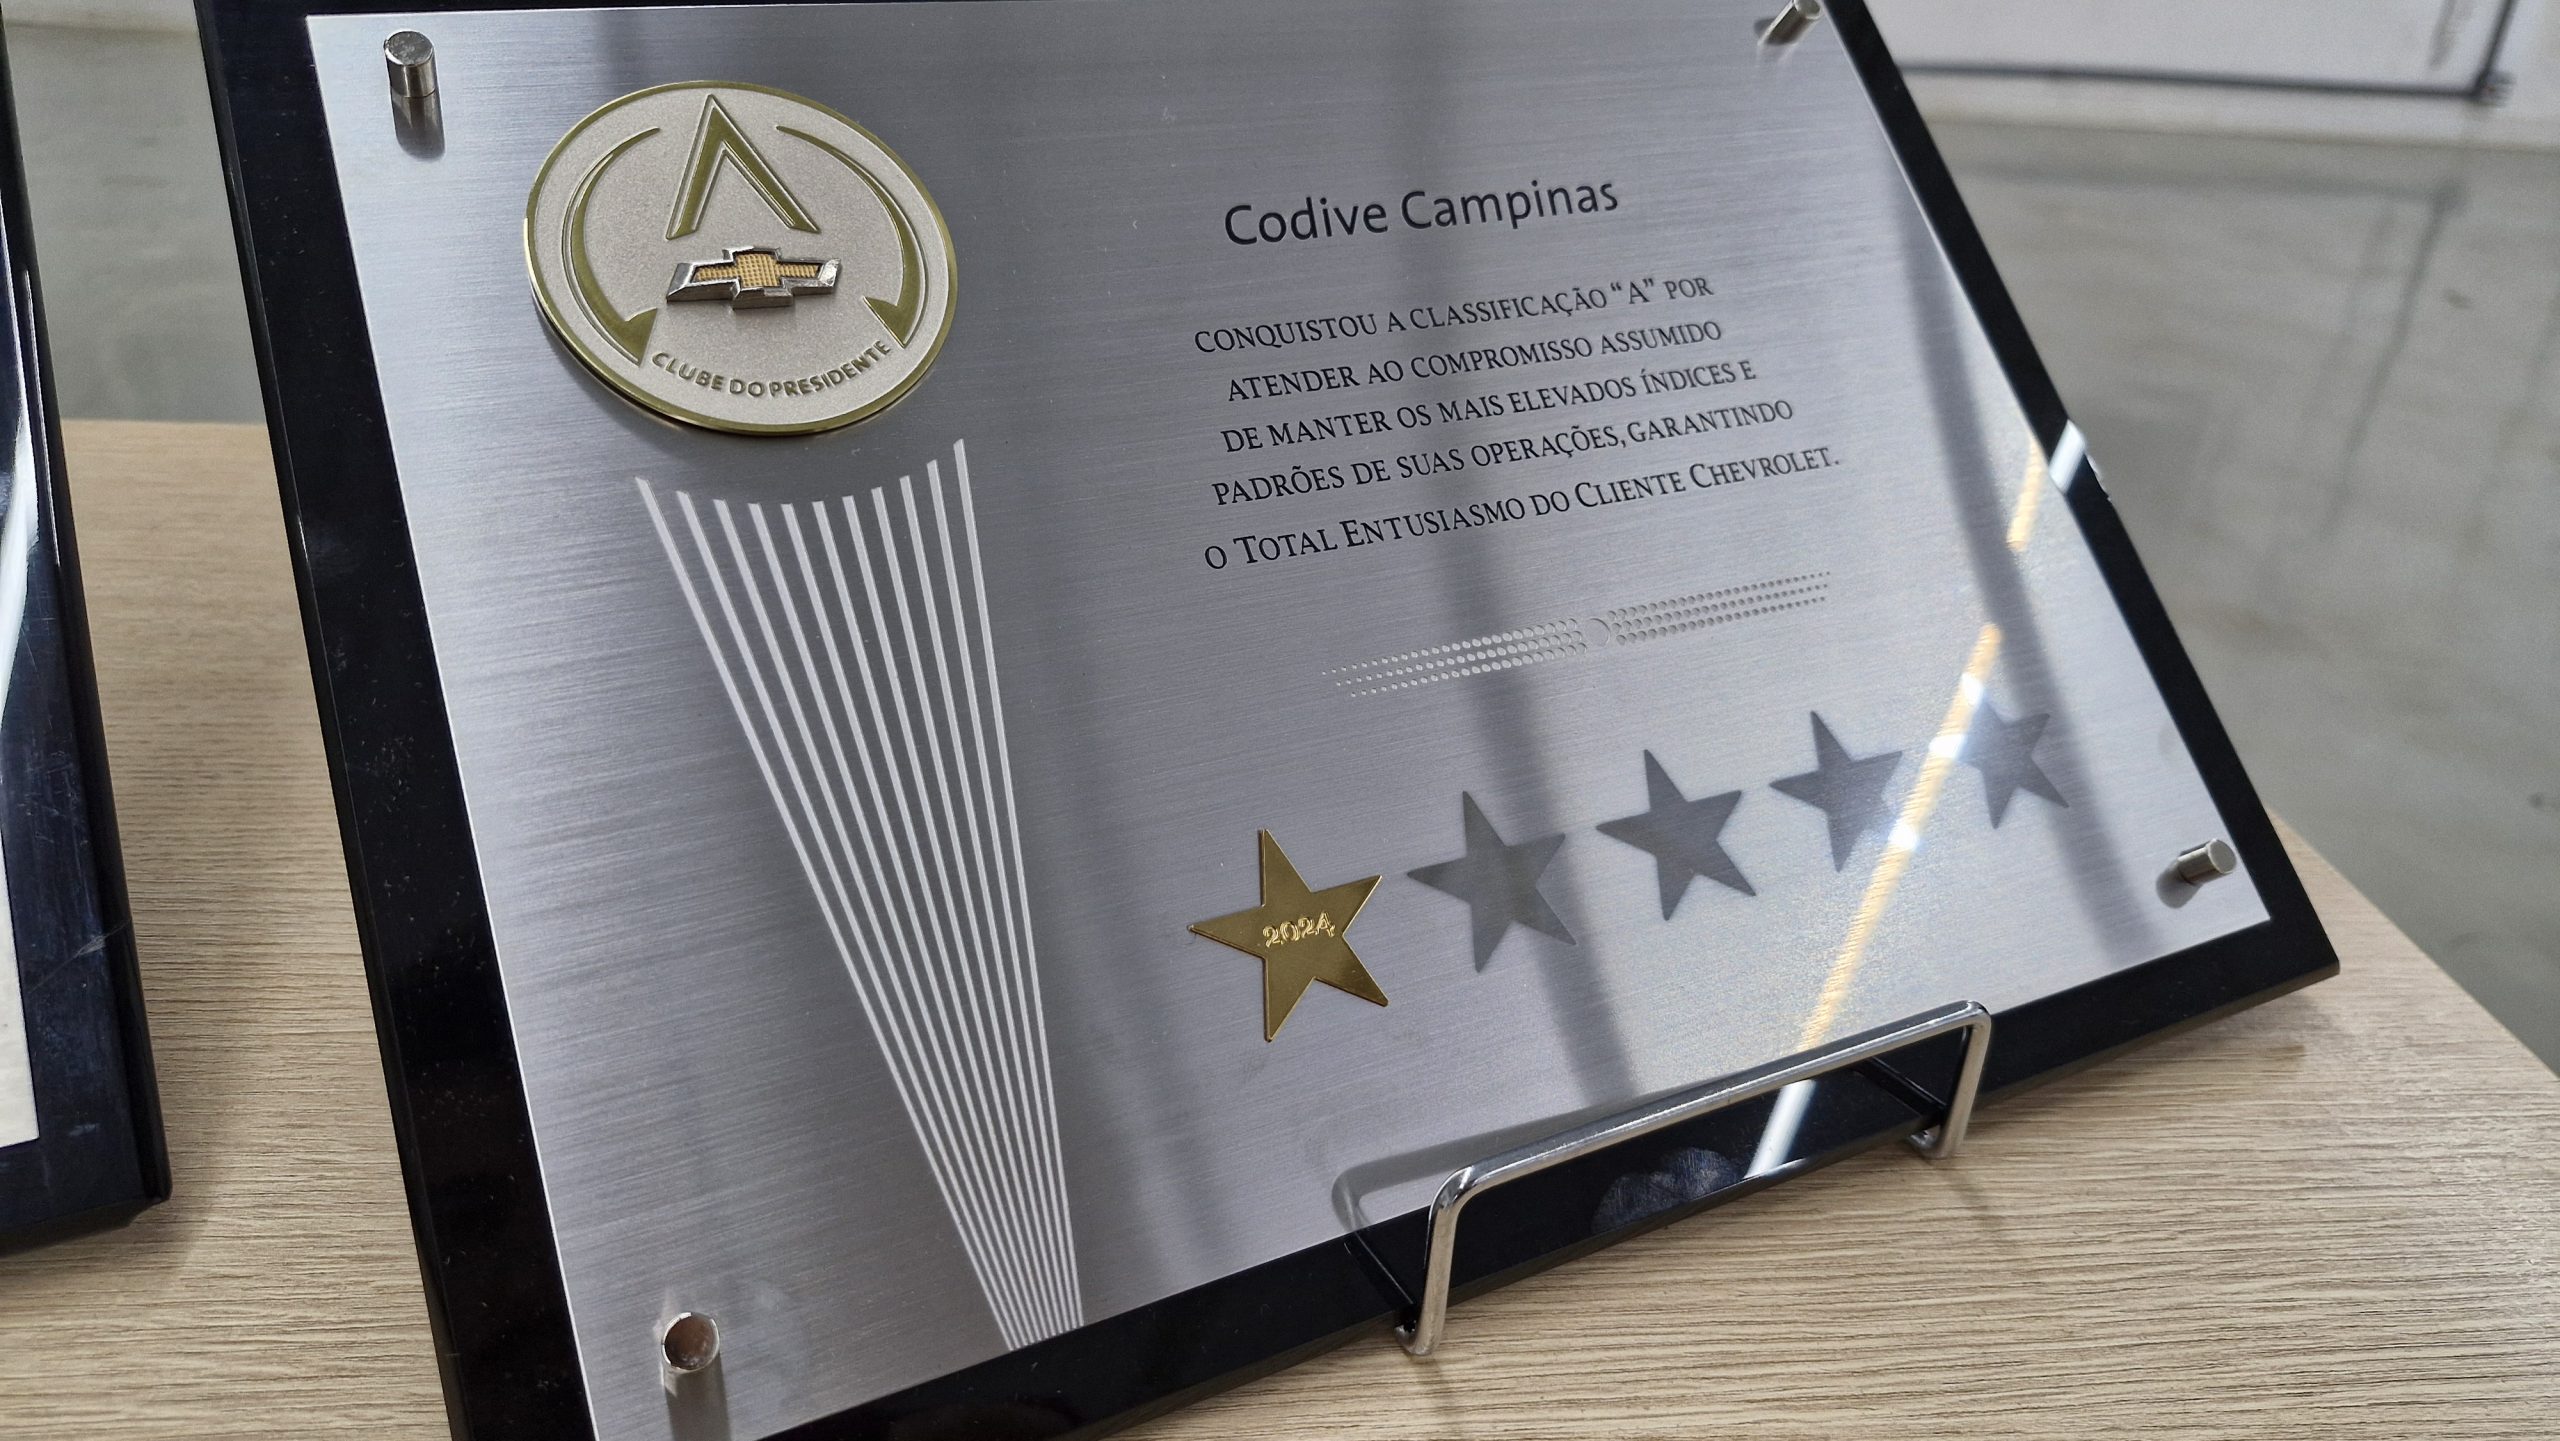 CLUBE DO PRESIDENTE
Codive Campinas
CONQUISTOU A CLASSIFICAÇÃO “A” POR
ATENDER AO COMPROMISSO ASSUMIDO
DE MANTER OS MAIS ELEVADOS ÍNDICES E
PADRÕES DE SUAS OPERAÇÕES, GARANTINDO
O TOTAL ENTUSIASMO DO CLIENTE CHEVROLET.
2024